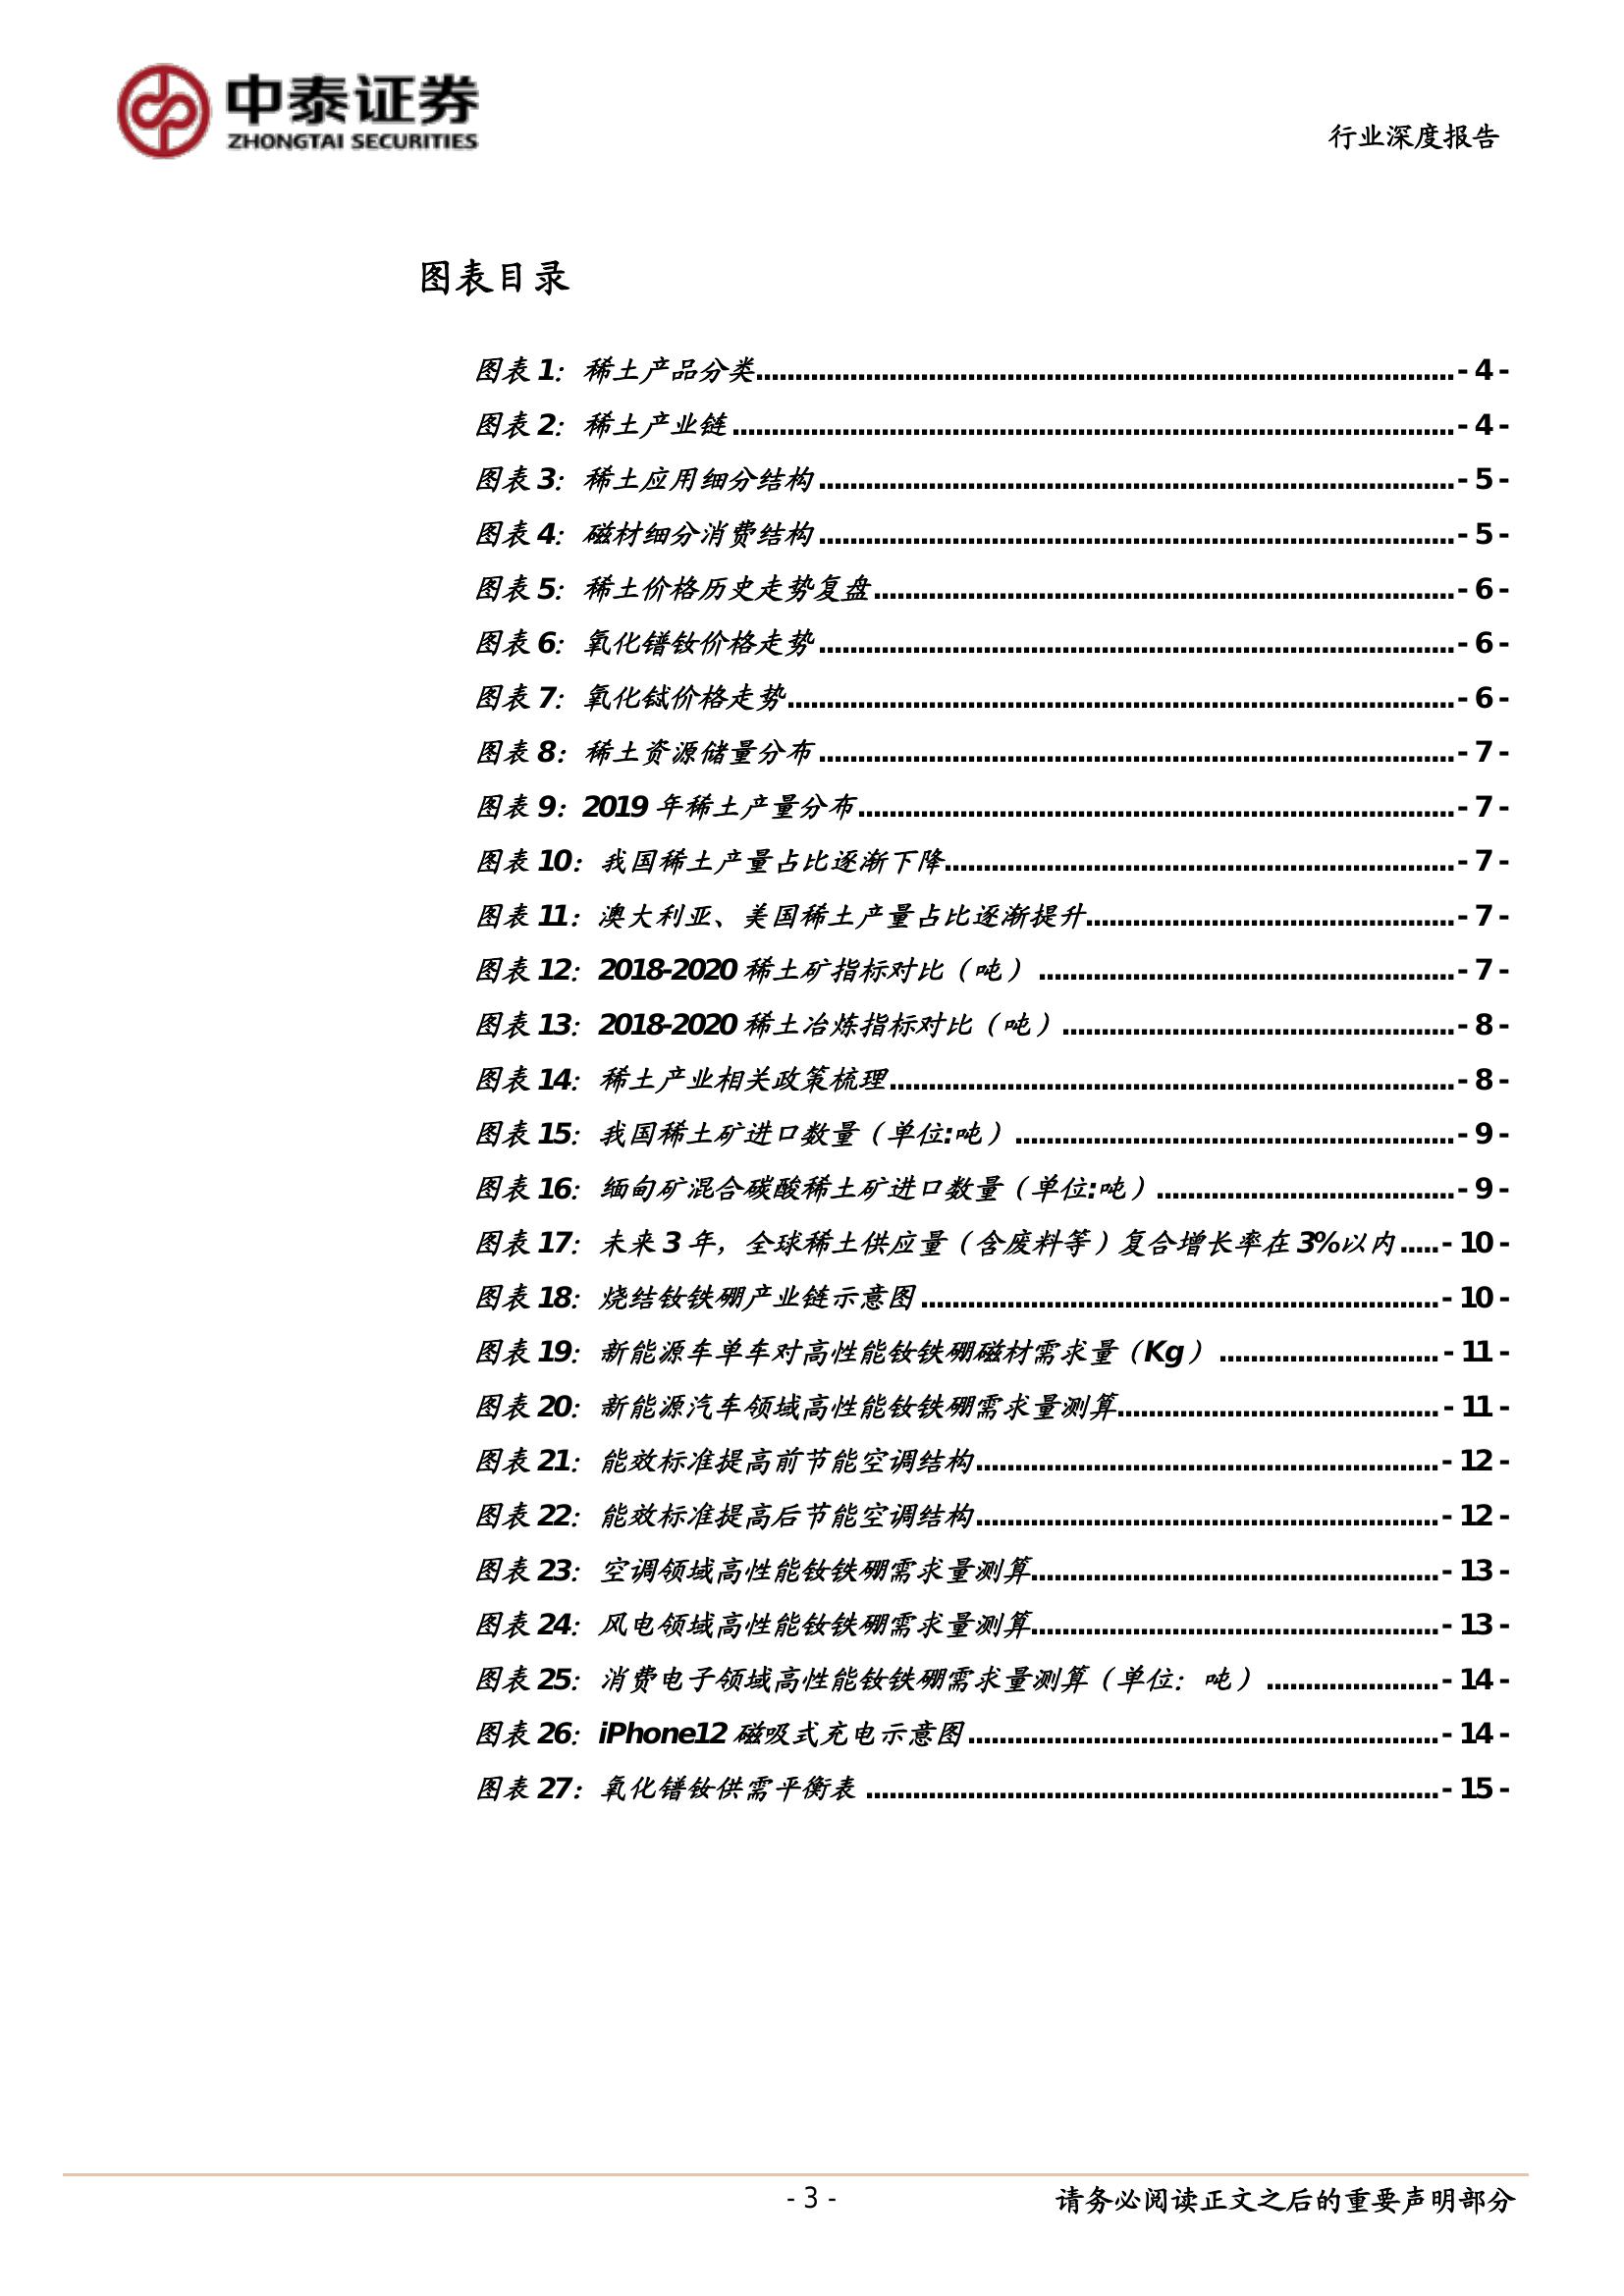 中泰证券
ZHONGTAI SECURITIES
行业深度报告
图表目录
图表 1：稀土产品分类 - 4 -
图表 2：稀土产业链 - 4 -
图表 3：稀土应用细分结构 - 5 -
图表 4：磁材细分消费结构 - 5 -
图表 5：稀土价格历史走势复盘 - 6 -
图表 6：氧化镨钕价格走势 - 6 -
图表 7：氧化铽价格走势 - 6 -
图表 8：稀土资源储量分布 - 7 -
图表 9：2019 年稀土产量分布 - 7 -
图表 10：我国稀土产量占比逐渐下降 - 7 -
图表 11：澳大利亚、美国稀土产量占比逐渐提升 - 7 -
图表 12：2018-2020 稀土矿指标对比（吨） - 7 -
图表 13：2018-2020 稀土冶炼指标对比（吨） - 8 -
图表 14：稀土产业相关政策梳理 - 8 -
图表 15：我国稀土矿进口数量（单位:吨） - 9 -
图表 16：缅甸矿混合碳酸稀土矿进口数量（单位:吨） - 9 -
图表 17：未来 3 年，全球稀土供应量（含废料等）复合增长率在 3%以内 - 10 -
图表 18：烧结钕铁硼产业链示意图 - 10 -
图表 19：新能源车单车对高性能钕铁硼磁材需求量（Kg） - 11 -
图表 20：新能源汽车领域高性能钕铁硼需求量测算 - 11 -
图表 21：能效标准提高前节能空调结构 - 12 -
图表 22：能效标准提高后节能空调结构 - 12 -
图表 23：空调领域高性能钕铁硼需求量测算 - 13 -
图表 24：风电领域高性能钕铁硼需求量测算 - 13 -
图表 25：消费电子领域高性能钕铁硼需求量测算（单位：吨） - 14 -
图表 26：iPhone12 磁吸式充电示意图 - 14 -
图表 27：氧化镨钕供需平衡表 - 15 -
- 3 -
请务必阅读正文之后的重要声明部分